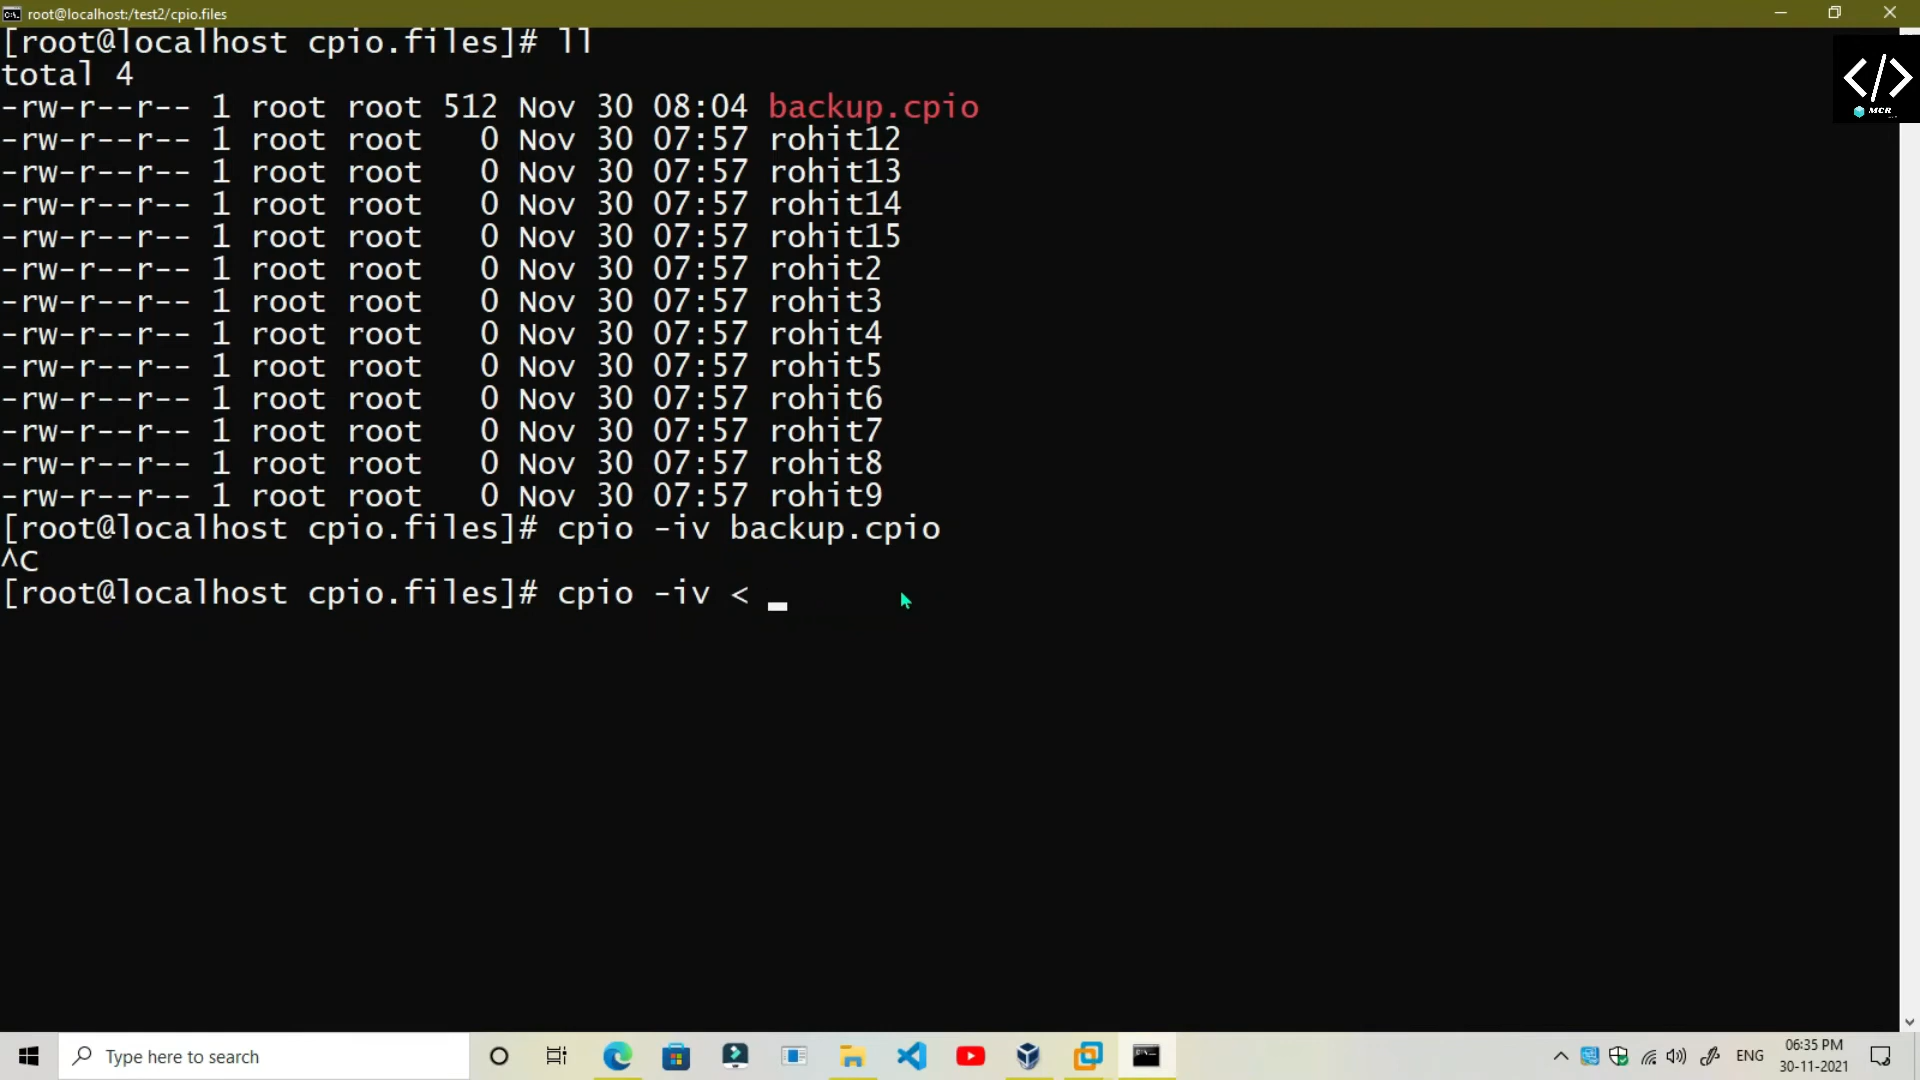 root@localhost:/test2/cpio.files
[root@localhost cpio.files]# ll
total 4
-rw-r--r-- 1 root root 512 Nov 30 08:04 backup.cpio
-rw-r--r-- 1 root root   0 Nov 30 07:57 rohit12
-rw-r--r-- 1 root root   0 Nov 30 07:57 rohit13
-rw-r--r-- 1 root root   0 Nov 30 07:57 rohit14
-rw-r--r-- 1 root root   0 Nov 30 07:57 rohit15
-rw-r--r-- 1 root root   0 Nov 30 07:57 rohit2
-rw-r--r-- 1 root root   0 Nov 30 07:57 rohit3
-rw-r--r-- 1 root root   0 Nov 30 07:57 rohit4
-rw-r--r-- 1 root root   0 Nov 30 07:57 rohit5
-rw-r--r-- 1 root root   0 Nov 30 07:57 rohit6
-rw-r--r-- 1 root root   0 Nov 30 07:57 rohit7
-rw-r--r-- 1 root root   0 Nov 30 07:57 rohit8
-rw-r--r-- 1 root root   0 Nov 30 07:57 rohit9
[root@localhost cpio.files]# cpio -iv backup.cpio
^C
[root@localhost cpio.files]# cpio -iv < _
</> MCR
Type here to search
ENG
06:35 PM
30-11-2021